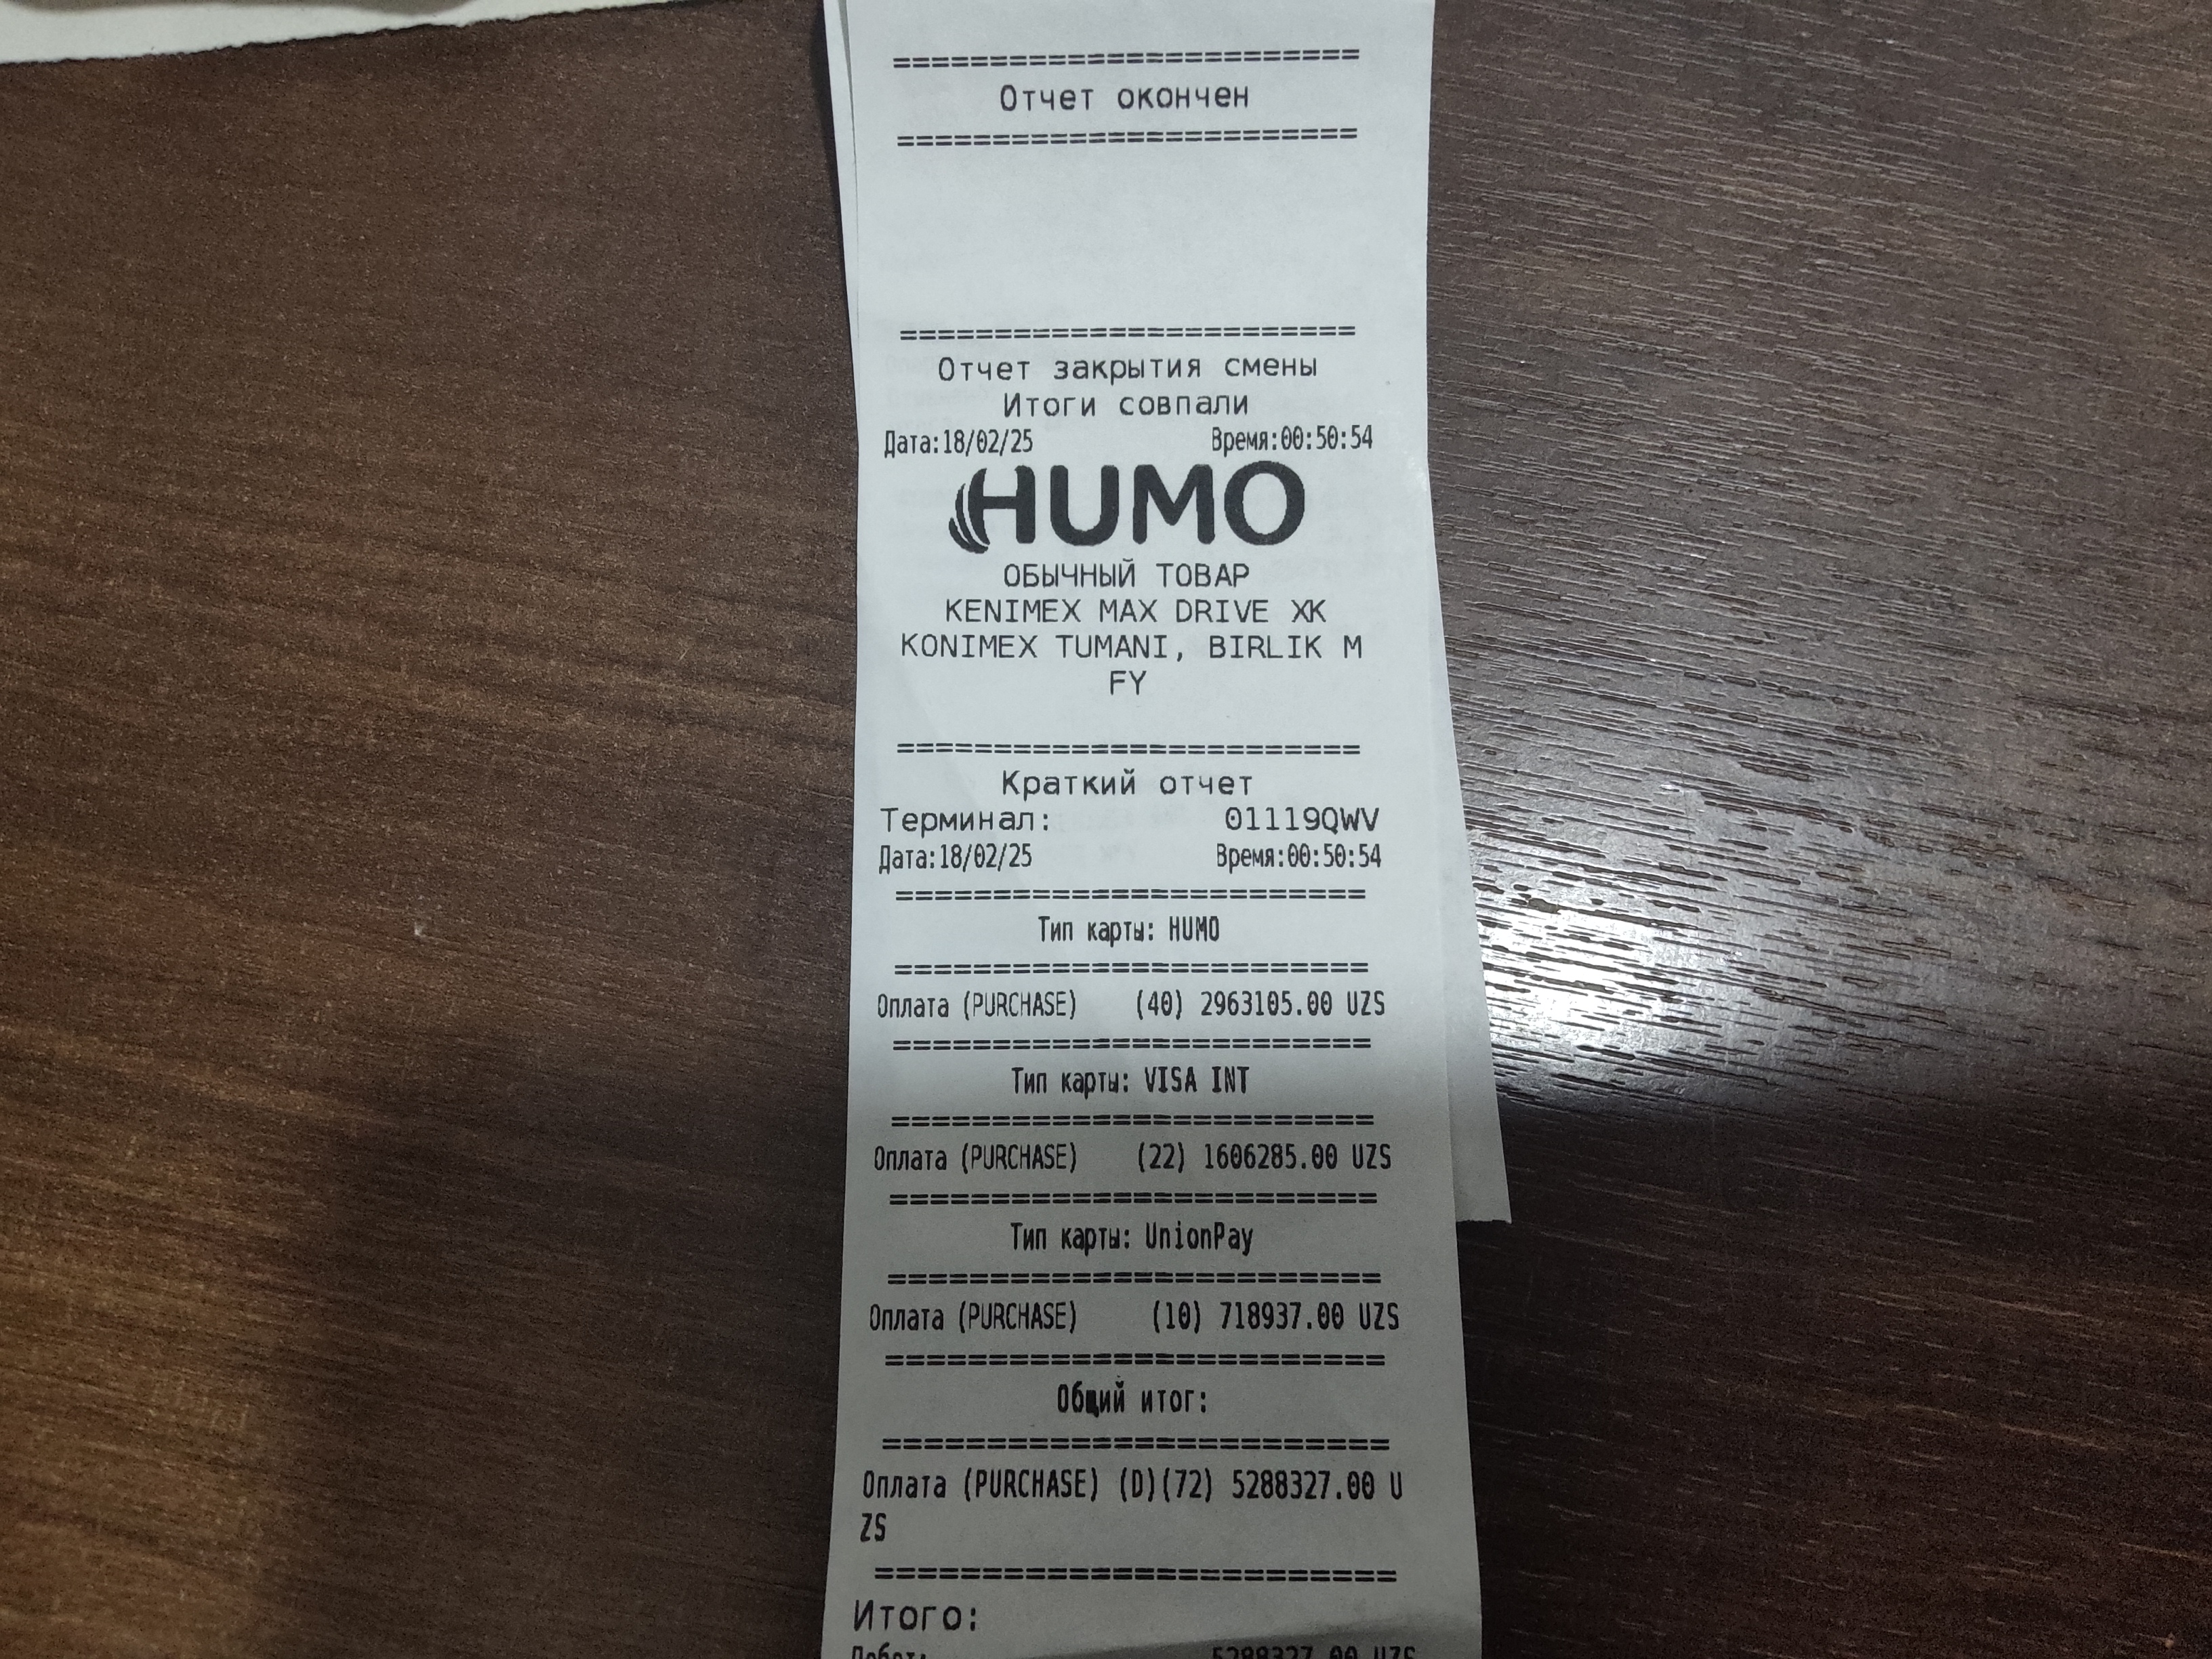 ========================
Отчет окончен
========================
========================
Отчет закрытия смены
Итоги совпали
Дата:18/02/25 Время:00:50:54
HUMO
ОБЫЧНЫЙ ТОВАР
KENIMEX MAX DRIVE XK
KONIMEX TUMANI, BIRLIK M
FY
========================
Краткий отчет
Терминал: 01119QWV
Дата:18/02/25 Время:00:50:54
========================
Тип карты: HUMO
========================
Оплата (PURCHASE) (40) 2963105.00 UZS
========================
Тип карты: VISA INT
========================
Оплата (PURCHASE) (22) 1606285.00 UZS
========================
Тип карты: UnionPay
========================
Оплата (PURCHASE) (10) 718937.00 UZS
========================
Общий итог:
========================
Оплата (PURCHASE) (D)(72) 5288327.00 U
ZS
========================
Итого:
Дебет: 5288327.00 UZS